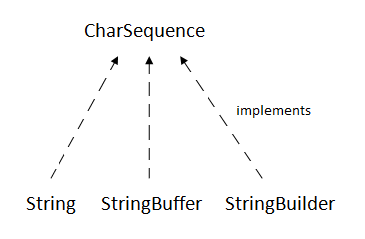 CharSequence
implements
String StringBuffer StringBuilder